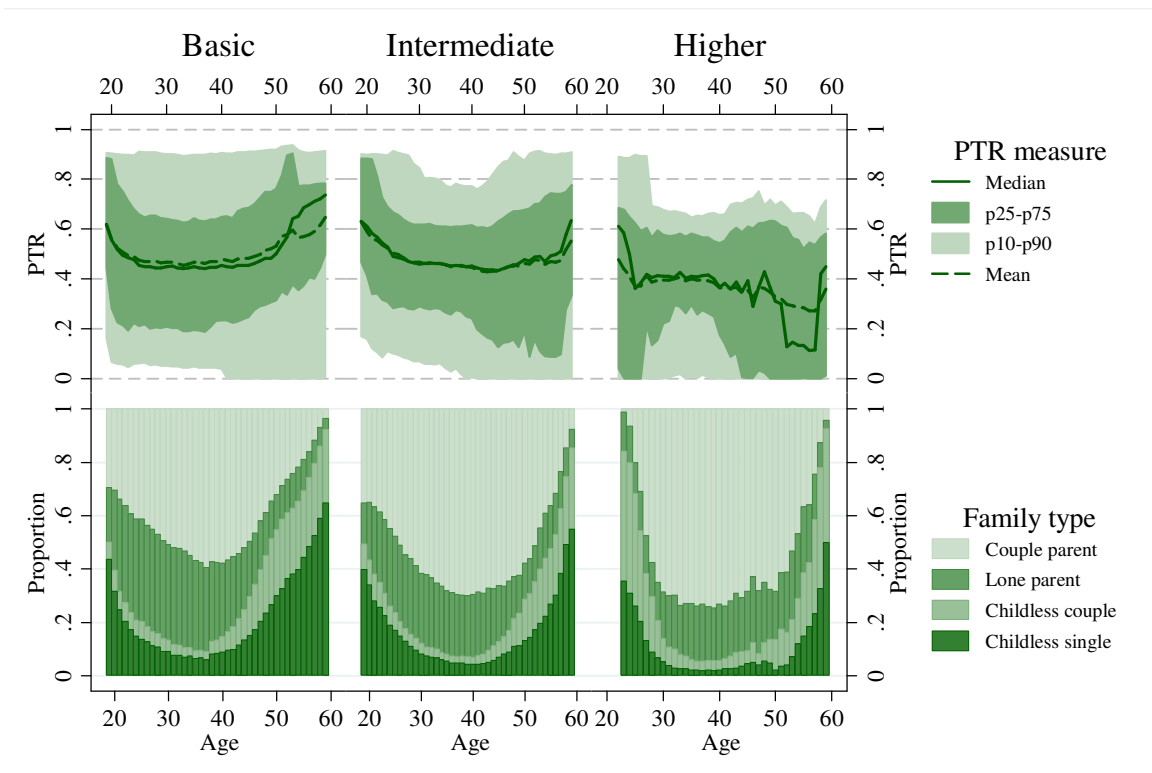 Basic Intermediate Higher
20 30 40 50 60 20 30 40 50 60 20 30 40 50 60
PTR
1
.8
.6
.4
.2
0
1
.8
.6
.4
.2
0
PTR
PTR measure
Median
p25-p75
p10-p90
Mean
Proportion
1
.8
.6
.4
.2
0
1
.8
.6
.4
.2
0
Proportion
Family type
Couple parent
Lone parent
Childless couple
Childless single
20 30 40 50 60 20 30 40 50 60 20 30 40 50 60
Age Age Age